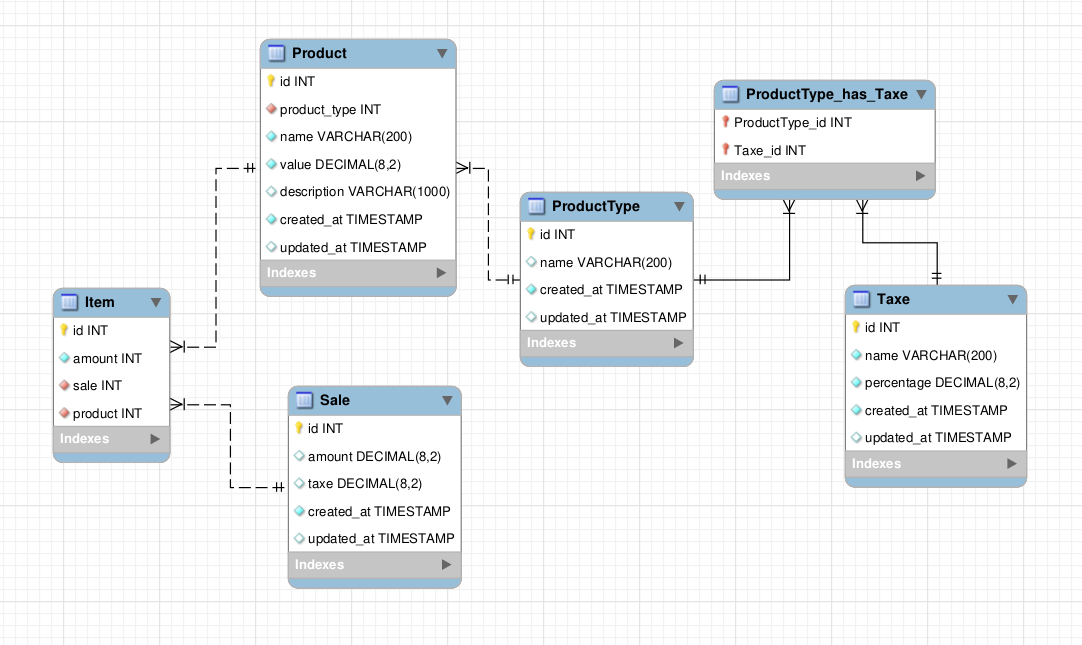 Product
id INT
product_type INT
name VARCHAR(200)
value DECIMAL(8,2)
description VARCHAR(1000)
created_at TIMESTAMP
updated_at TIMESTAMP
Indexes
ProductType_has_Taxe
ProductType_id INT
Taxe_id INT
Indexes
ProductType
id INT
name VARCHAR(200)
created_at TIMESTAMP
updated_at TIMESTAMP
Indexes
Item
id INT
amount INT
sale INT
product INT
Indexes
Taxe
id INT
name VARCHAR(200)
percentage DECIMAL(8,2)
created_at TIMESTAMP
updated_at TIMESTAMP
Indexes
Sale
id INT
amount DECIMAL(8,2)
taxe DECIMAL(8,2)
created_at TIMESTAMP
updated_at TIMESTAMP
Indexes